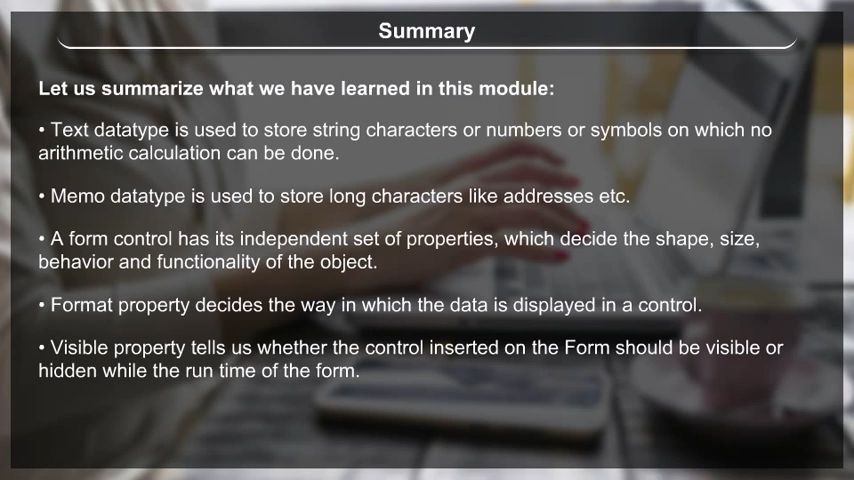 Summary
Let us summarize what we have learned in this module:
• Text datatype is used to store string characters or numbers or symbols on which no
arithmetic calculation can be done.
• Memo datatype is used to store long characters like addresses etc.
• A form control has its independent set of properties, which decide the shape, size,
behavior and functionality of the object.
• Format property decides the way in which the data is displayed in a control.
• Visible property tells us whether the control inserted on the Form should be visible or
hidden while the run time of the form.